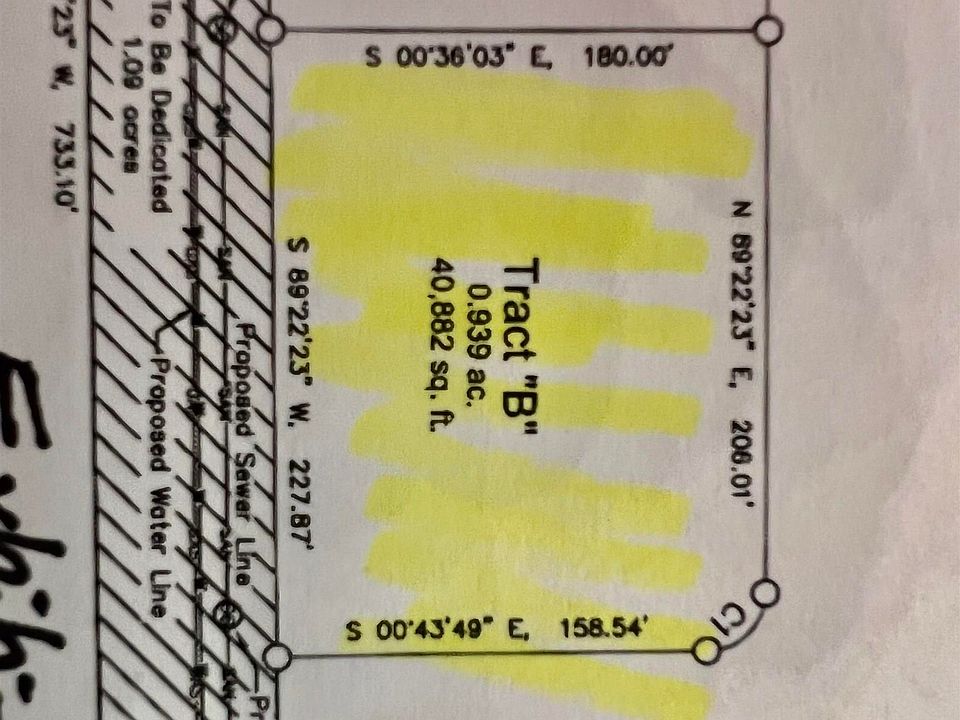 S 00°36'03" E, 180.00'
N 89°22'23" E, 206.01'
Tract "B"
0.939 ac.
40,882 sq. ft.
S 89°22'23" W, 227.87'
S 00°43'49" E, 158.54'
C1
Proposed Sewer Line
Proposed Water Line
To Be Dedicated
1.09 acres
'23" W, 733.10'